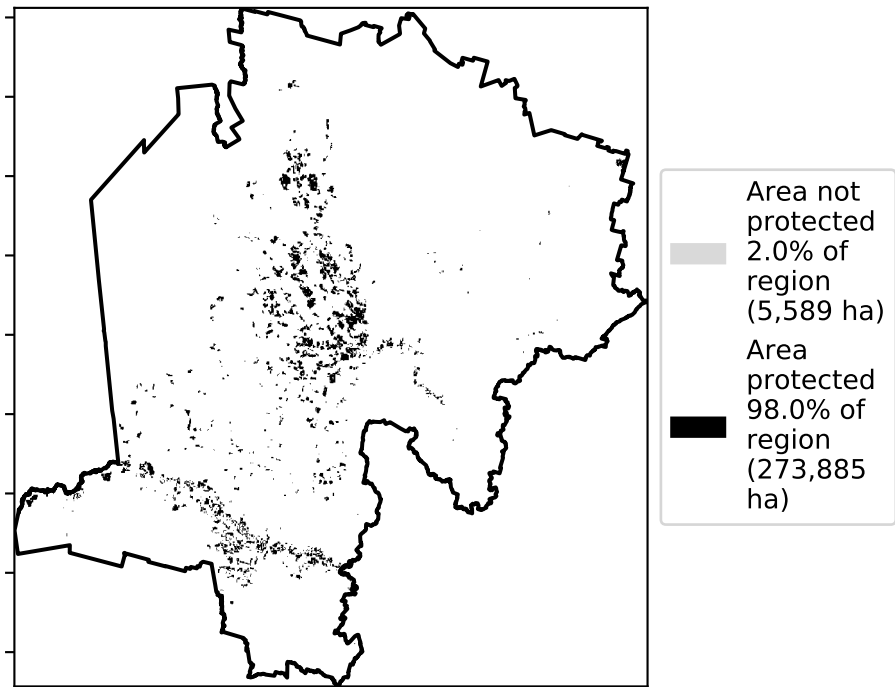 Area not
protected
2.0% of
region
(5,589 ha)
Area
protected
98.0% of
region
(273,885
ha)